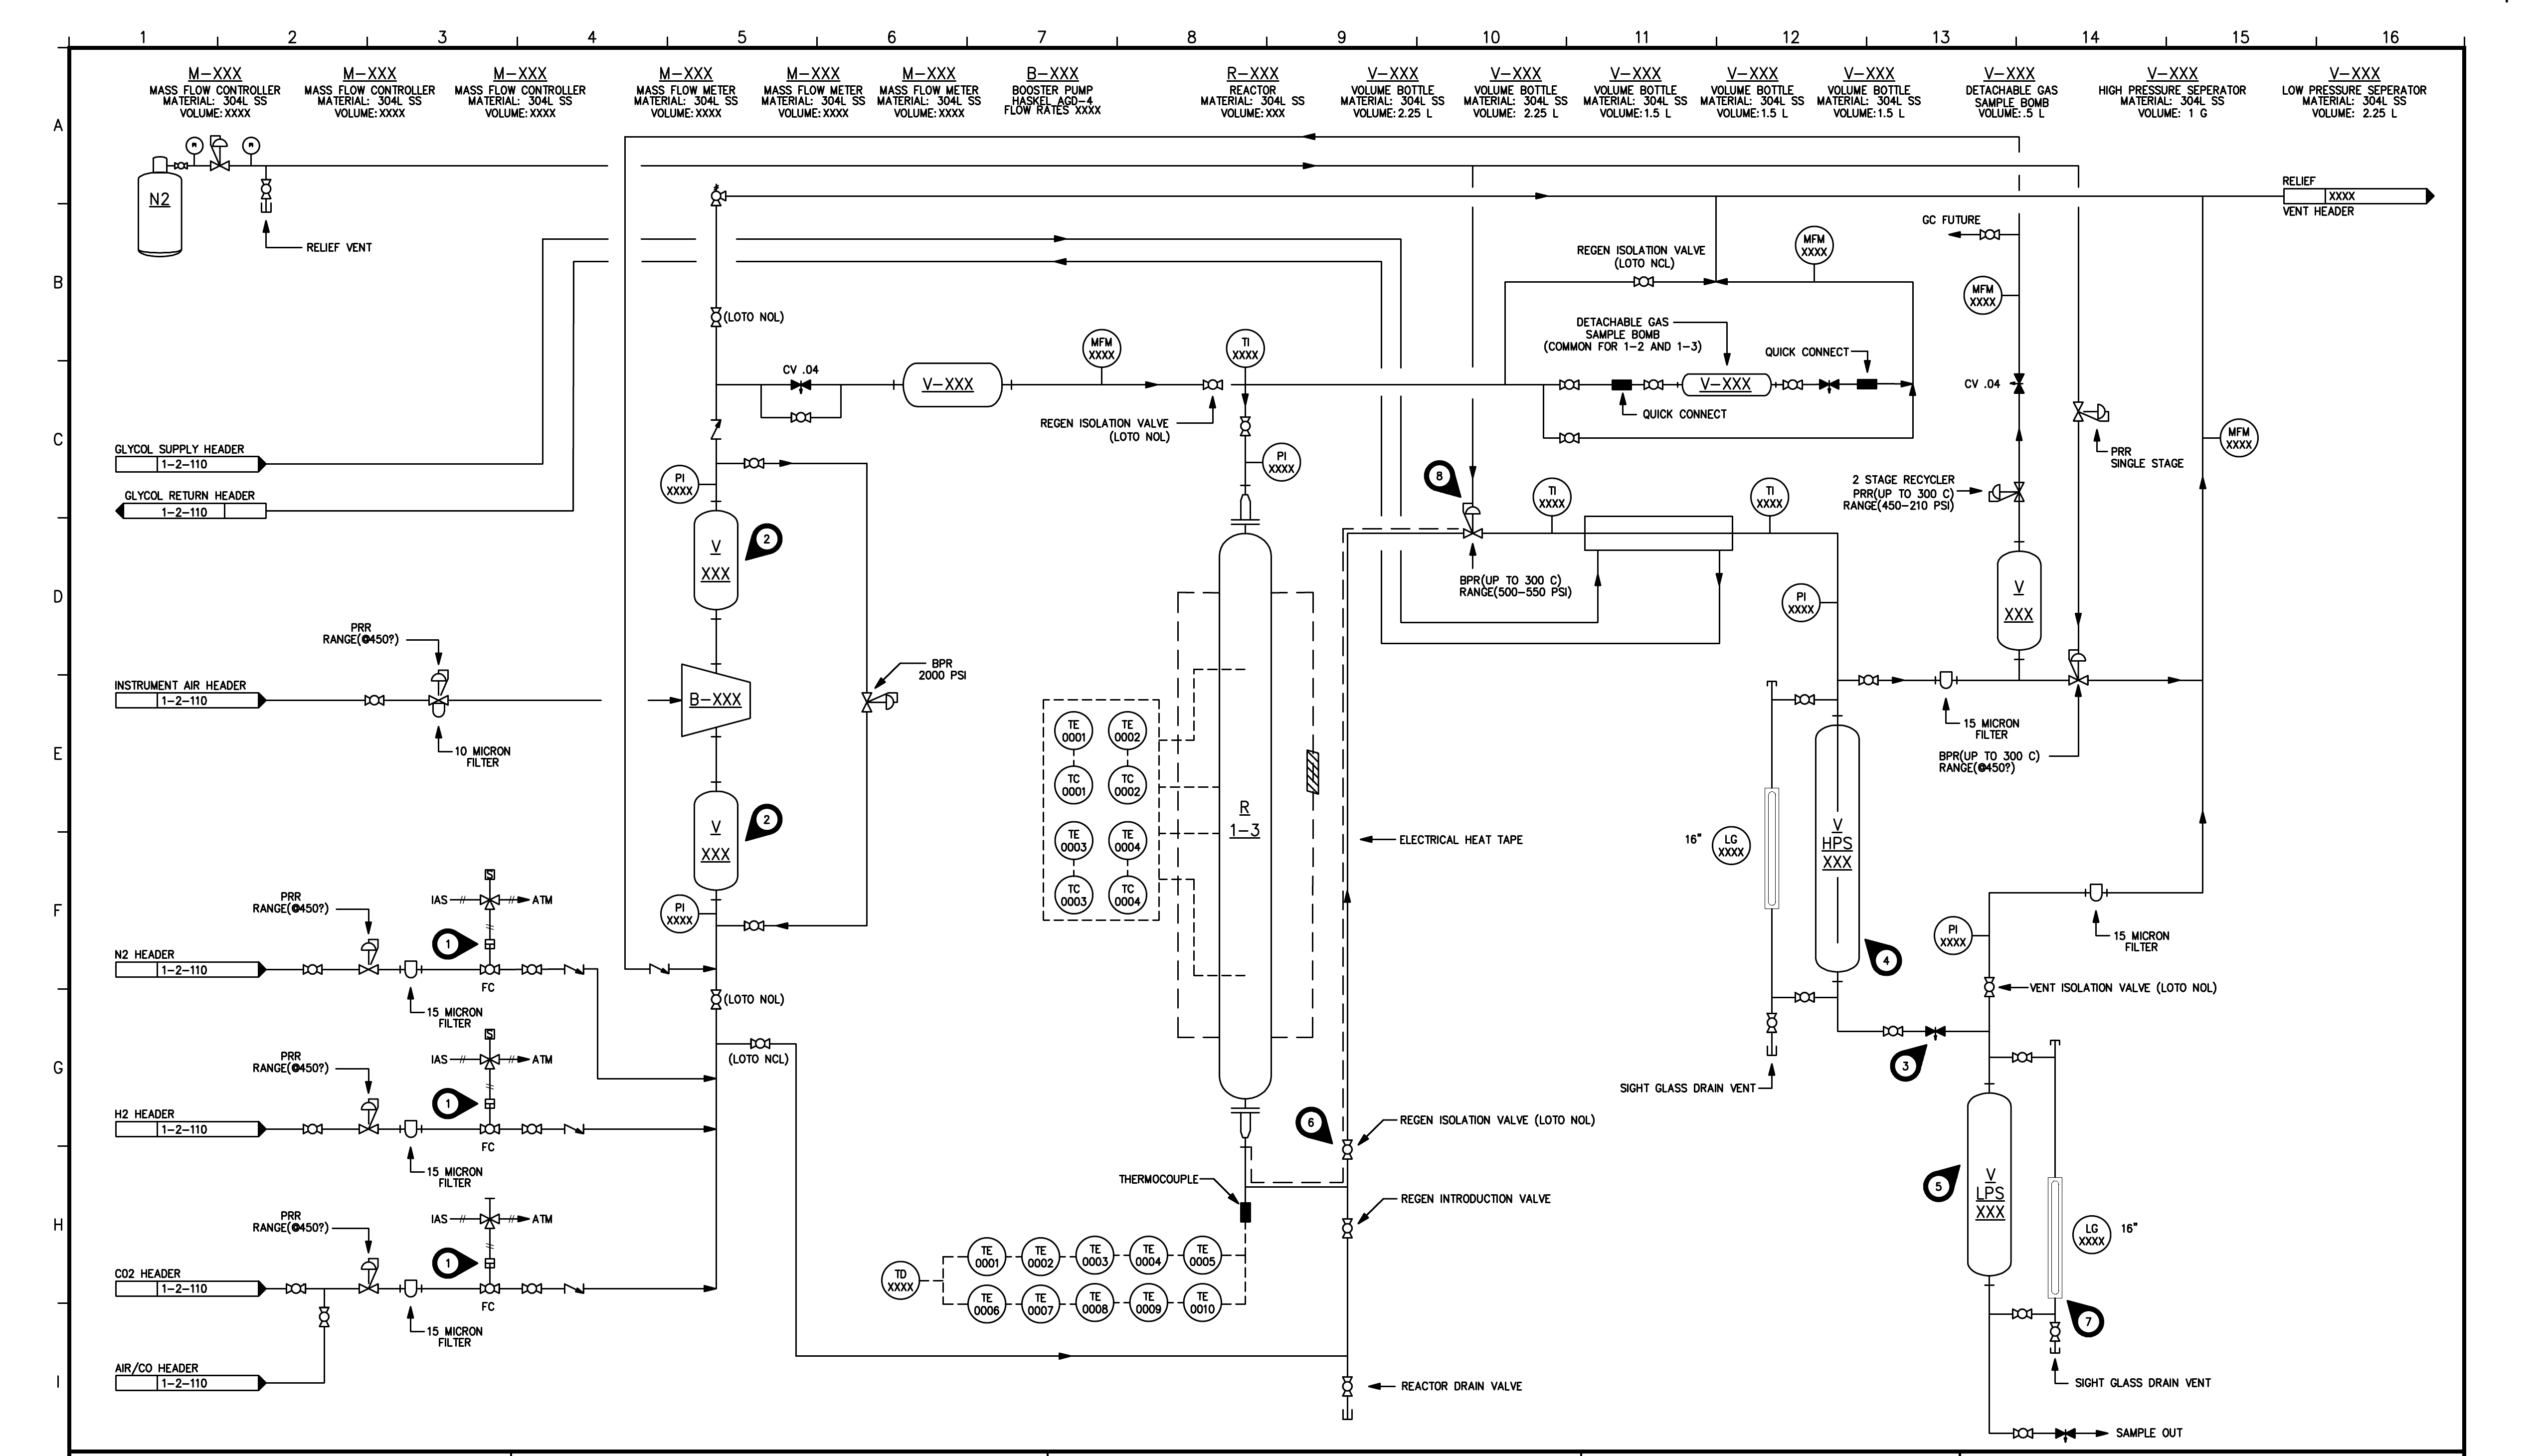 1 2 3 4 5 6 7 8 9 10 11 12 13 14 15 16
A
B
C
D
E
F
G
H
I
M-XXX
MASS FLOW CONTROLLER
MATERIAL: 304L SS
VOLUME:XXXX
M-XXX
MASS FLOW CONTROLLER
MATERIAL: 304L SS
VOLUME:XXXX
M-XXX
MASS FLOW CONTROLLER
MATERIAL: 304L SS
VOLUME:XXXX
M-XXX
MASS FLOW METER
MATERIAL: 304L SS
VOLUME:XXXX
M-XXX
MASS FLOW METER
MATERIAL: 304L SS
VOLUME:XXXX
M-XXX
MASS FLOW METER
MATERIAL: 304L SS
VOLUME:XXXX
B-XXX
BOOSTER PUMP
HASKEL AGD-4
FLOW RATES XXXX
R-XXX
REACTOR
MATERIAL: 304L SS
VOLUME:XXX
V-XXX
VOLUME BOTTLE
MATERIAL: 304L SS
VOLUME:2.25 L
V-XXX
VOLUME BOTTLE
MATERIAL: 304L SS
VOLUME: 2.25 L
V-XXX
VOLUME BOTTLE
MATERIAL: 304L SS
VOLUME:1.5 L
V-XXX
VOLUME BOTTLE
MATERIAL: 304L SS
VOLUME:1.5 L
V-XXX
VOLUME BOTTLE
MATERIAL: 304L SS
VOLUME:1.5 L
V-XXX
DETACHABLE GAS
SAMPLE BOMB
VOLUME:.5 L
V-XXX
HIGH PRESSURE SEPERATOR
MATERIAL: 304L SS
VOLUME: 1 G
V-XXX
LOW PRESSURE SEPERATOR
MATERIAL: 304L SS
VOLUME: 2.25 L
N2
RELIEF VENT
RELIEF
XXXX
VENT HEADER
GC FUTURE
REGEN ISOLATION VALVE
(LOTO NCL)
MFM
XXXX
MFM
XXXX
(LOTO NOL)
DETACHABLE GAS
SAMPLE BOMB
(COMMON FOR 1-2 AND 1-3)
QUICK CONNECT
CV .04
V-XXX
MFM
XXXX
TI
XXXX
REGEN ISOLATION VALVE
(LOTO NOL)
V-XXX
QUICK CONNECT
CV .04
PRR
SINGLE STAGE
MFM
XXXX
GLYCOL SUPPLY HEADER
1-2-110
GLYCOL RETURN HEADER
1-2-110
PI
XXXX
PI
XXXX
8
TI
XXXX
TI
XXXX
2 STAGE RECYCLER
PRR(UP TO 300 C)
RANGE(450-210 PSI)
V
XXX
2
BPR(UP TO 300 C)
RANGE(500-550 PSI)
PI
XXXX
V
XXX
PRR
RANGE(@450?)
BPR
2000 PSI
INSTRUMENT AIR HEADER
1-2-110
B-XXX
10 MICRON
FILTER
15 MICRON
FILTER
BPR(UP TO 300 C)
RANGE(@450?)
TE
0001
TE
0002
TC
0001
TC
0002
TE
0003
TE
0004
TC
0003
TC
0004
R
1-3
V
XXX
2
ELECTRICAL HEAT TAPE
16"
LG
XXXX
V
HPS
XXX
IAS
ATM
S
PRR
RANGE(@450?)
PI
XXXX
1
N2 HEADER
1-2-110
FC
15 MICRON
FILTER
PI
XXXX
15 MICRON
FILTER
4
(LOTO NOL)
VENT ISOLATION VALVE (LOTO NOL)
S
IAS
ATM
PRR
RANGE(@450?)
(LOTO NCL)
3
SIGHT GLASS DRAIN VENT
1
H2 HEADER
1-2-110
FC
15 MICRON
FILTER
6
REGEN ISOLATION VALVE (LOTO NOL)
THERMOCOUPLE
REGEN INTRODUCTION VALVE
5
V
LPS
XXX
IAS
ATM
PRR
RANGE(@450?)
LG
XXXX
16"
1
CO2 HEADER
1-2-110
FC
15 MICRON
FILTER
TD
XXXX
TE
0001
TE
0002
TE
0003
TE
0004
TE
0005
TE
0006
TE
0007
TE
0008
TE
0009
TE
0010
7
AIR/CO HEADER
1-2-110
REACTOR DRAIN VALVE
SIGHT GLASS DRAIN VENT
SAMPLE OUT